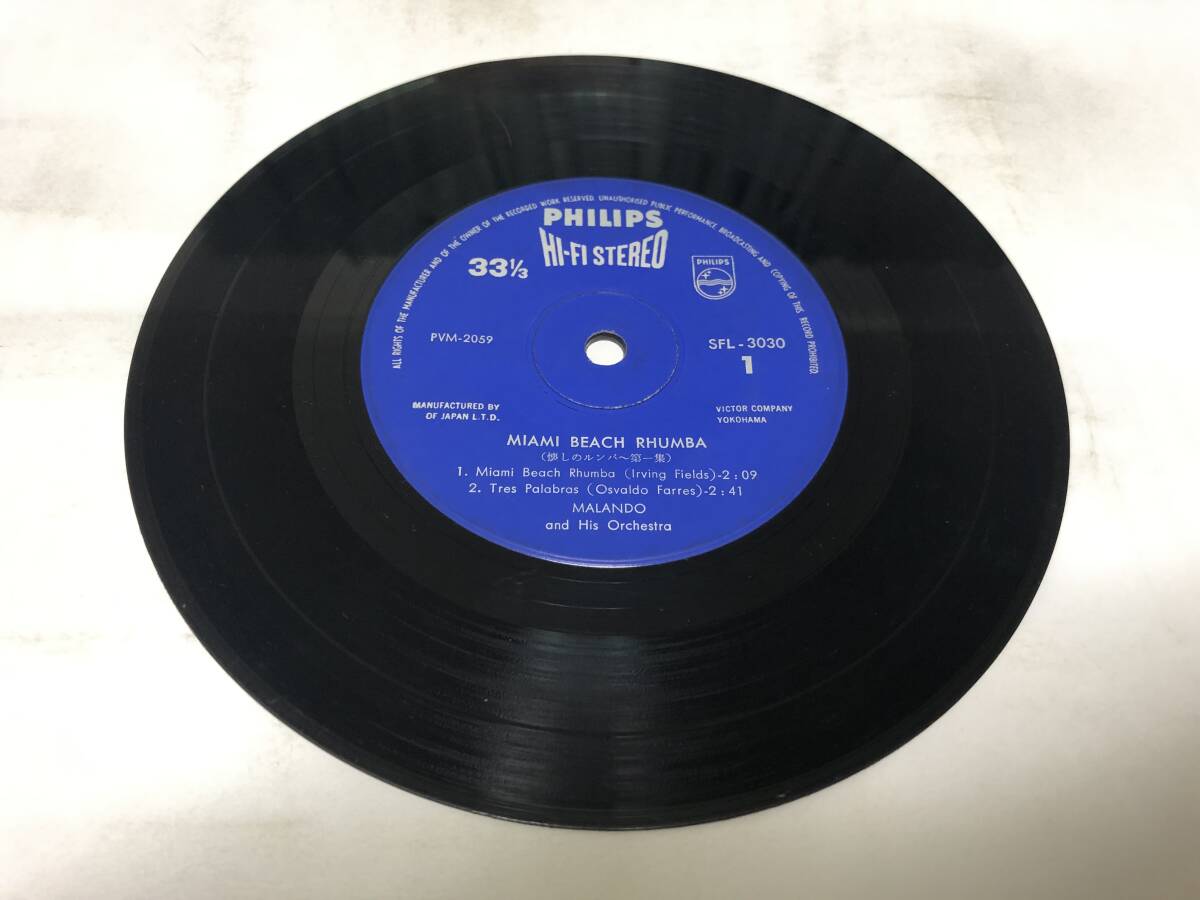 ALL RIGHTS OF THE MANUFACTURER AND OF THE OWNER OF THE RECORDED WORK RESERVED. UNAUTHORISED PUBLIC PERFORMANCE, BROADCASTING AND COPYING OF THIS RECORD PROHIBITED.
PHILIPS
HI-FI STEREO
33⅓
PHILIPS
PVM-2059
SFL-3030
1
MANUFACTURED BY VICTOR COMPANY
OF JAPAN L.T.D. YOKOHAMA
MIAMI BEACH RHUMBA
(懐しのルンバ〜第一集)
1. Miami Beach Rhumba (Irving Fields)-2:09
2. Tres Palabras (Osvaldo Farres)-2:41
MALANDO
and His Orchestra